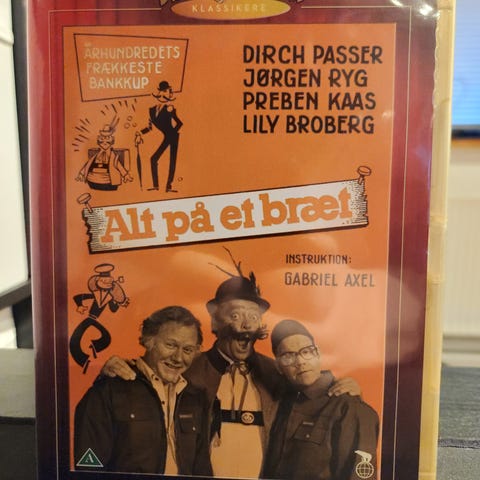 KLASSIKERE
ÅRHUNDREDETS
FRÆKKESTE
BANKKUP
DIRCH PASSER
JØRGEN RYG
PREBEN KAAS
LILY BROBERG
Alt på et bræt
INSTRUKTION:
GABRIEL AXEL
A